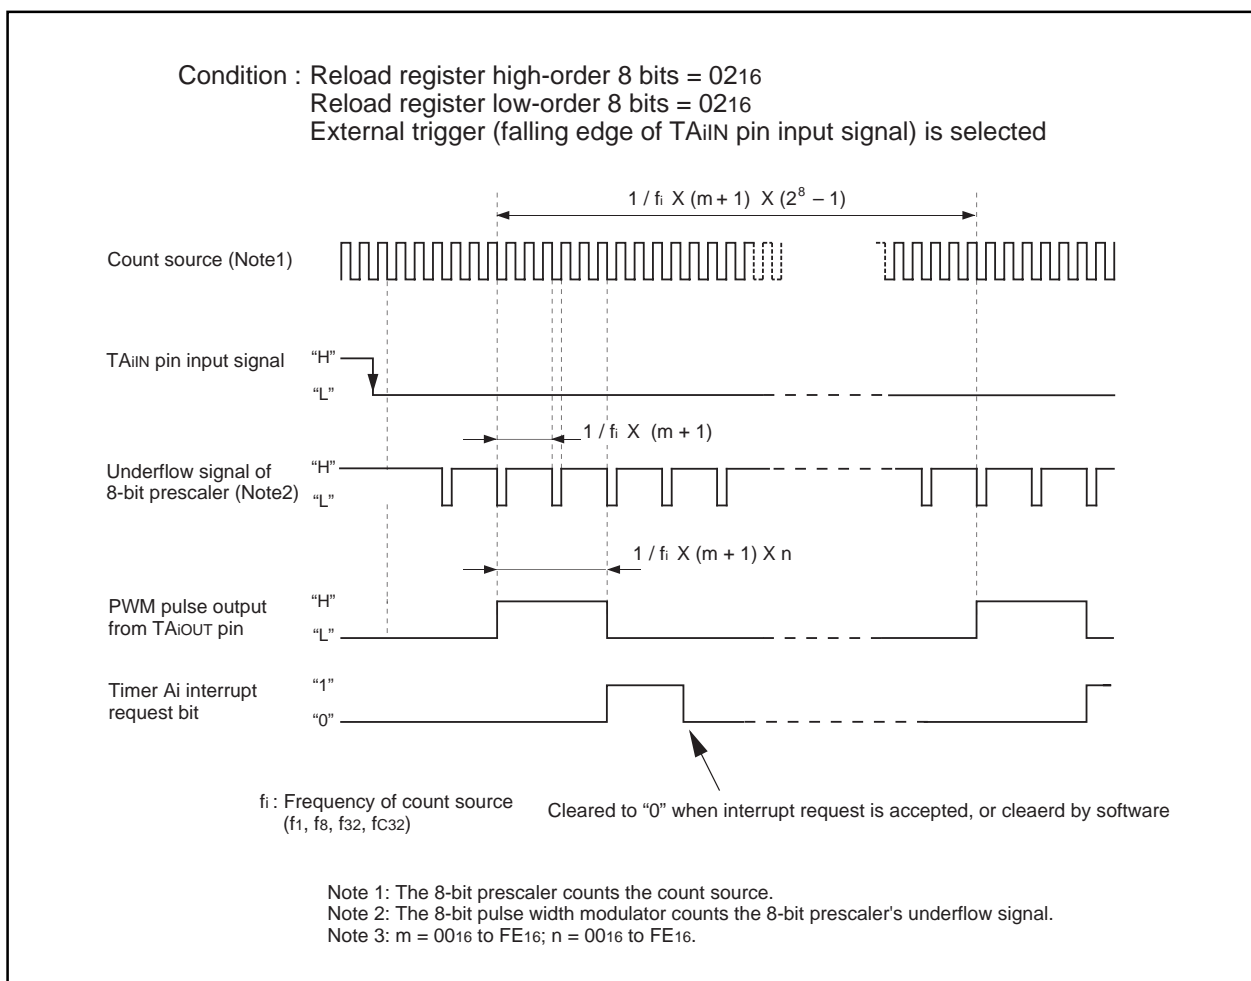 Condition : Reload register high-order 8 bits = 0216
Reload register low-order 8 bits = 0216
External trigger (falling edge of TAiIN pin input signal) is selected
1 / fi X (m + 1) X (2^8 – 1)
Count source (Note1)
TAiIN pin input signal
“H”
“L”
1 / fi X (m + 1)
Underflow signal of
8-bit prescaler (Note2)
“H”
“L”
1 / fi X (m + 1) X n
PWM pulse output
from TAiOUT pin
“H”
“L”
Timer Ai interrupt
request bit
“1”
“0”
fi : Frequency of count source
(f1, f8, f32, fC32)
Cleared to “0” when interrupt request is accepted, or cleaerd by software
Note 1: The 8-bit prescaler counts the count source.
Note 2: The 8-bit pulse width modulator counts the 8-bit prescaler's underflow signal.
Note 3: m = 0016 to FE16; n = 0016 to FE16.